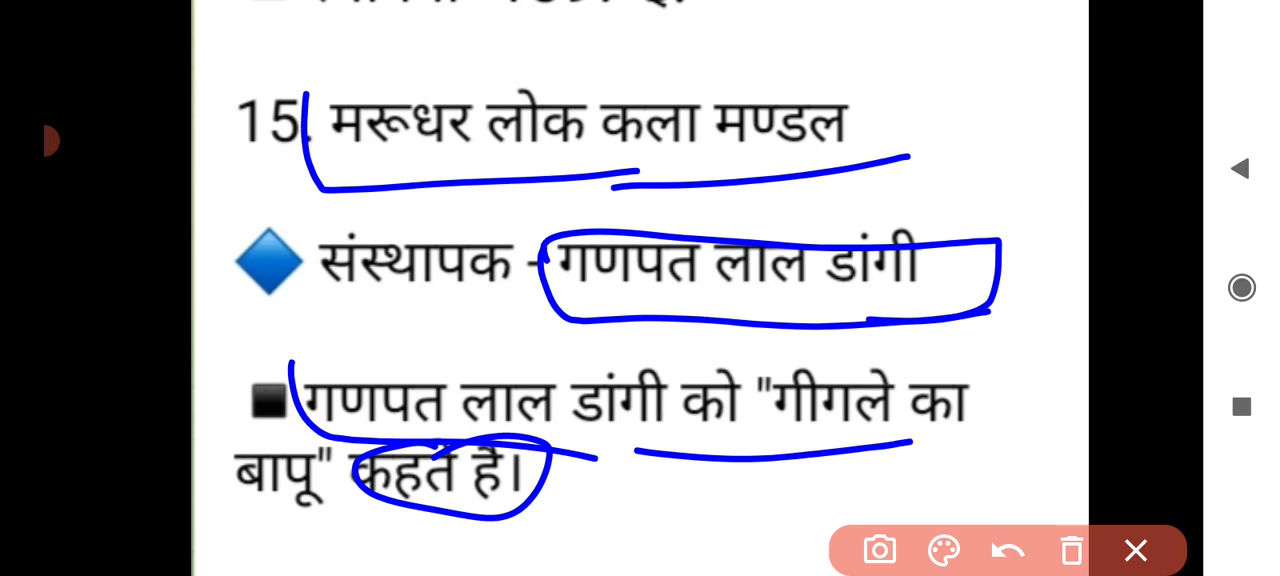 15. मरूधर लोक कला मण्डल
संस्थापक - गणपत लाल डांगी
गणपत लाल डांगी को "गीगले का
बापू" कहते है।